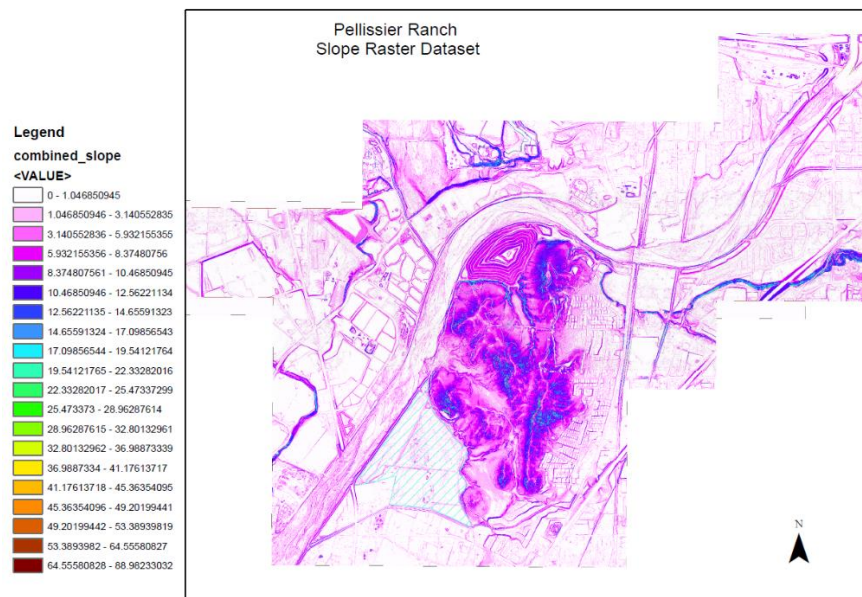 Pellissier Ranch
Slope Raster Dataset
Legend
combined_slope
<VALUE>
0 - 1.046850945
1.046850946 - 3.140552835
3.140552836 - 5.932155355
5.932155356 - 8.37480756
8.374807561 - 10.46850945
10.46850946 - 12.56221134
12.56221135 - 14.65591323
14.65591324 - 17.09856543
17.09856544 - 19.54121764
19.54121765 - 22.33282016
22.33282017 - 25.47337299
25.473373 - 28.96287614
28.96287615 - 32.80132961
32.80132962 - 36.98873339
36.9887334 - 41.17613717
41.17613718 - 45.36354095
45.36354096 - 49.20199441
49.20199442 - 53.38939819
53.3893982 - 64.55580827
64.55580828 - 88.98233032
N